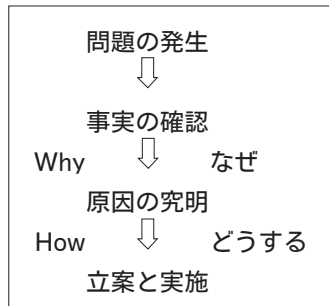 問題の発生
事実の確認
Why なぜ
原因の究明
How どうする
立案と実施